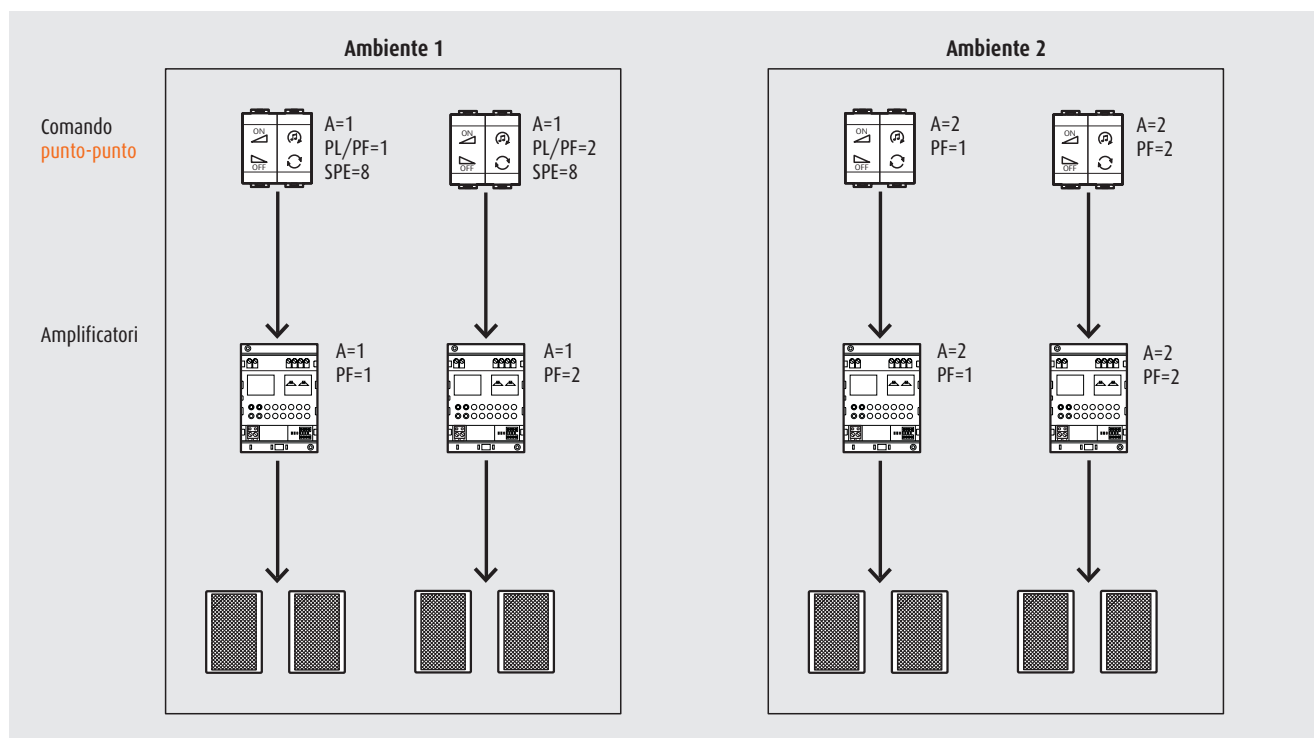 Ambiente 1
Ambiente 2
Comando
punto-punto
ON
OFF
A=1
PL/PF=1
SPE=8
ON
OFF
A=1
PL/PF=2
SPE=8
ON
OFF
A=2
PF=1
ON
OFF
A=2
PF=2
Amplificatori
A=1
PF=1
A=1
PF=2
A=2
PF=1
A=2
PF=2